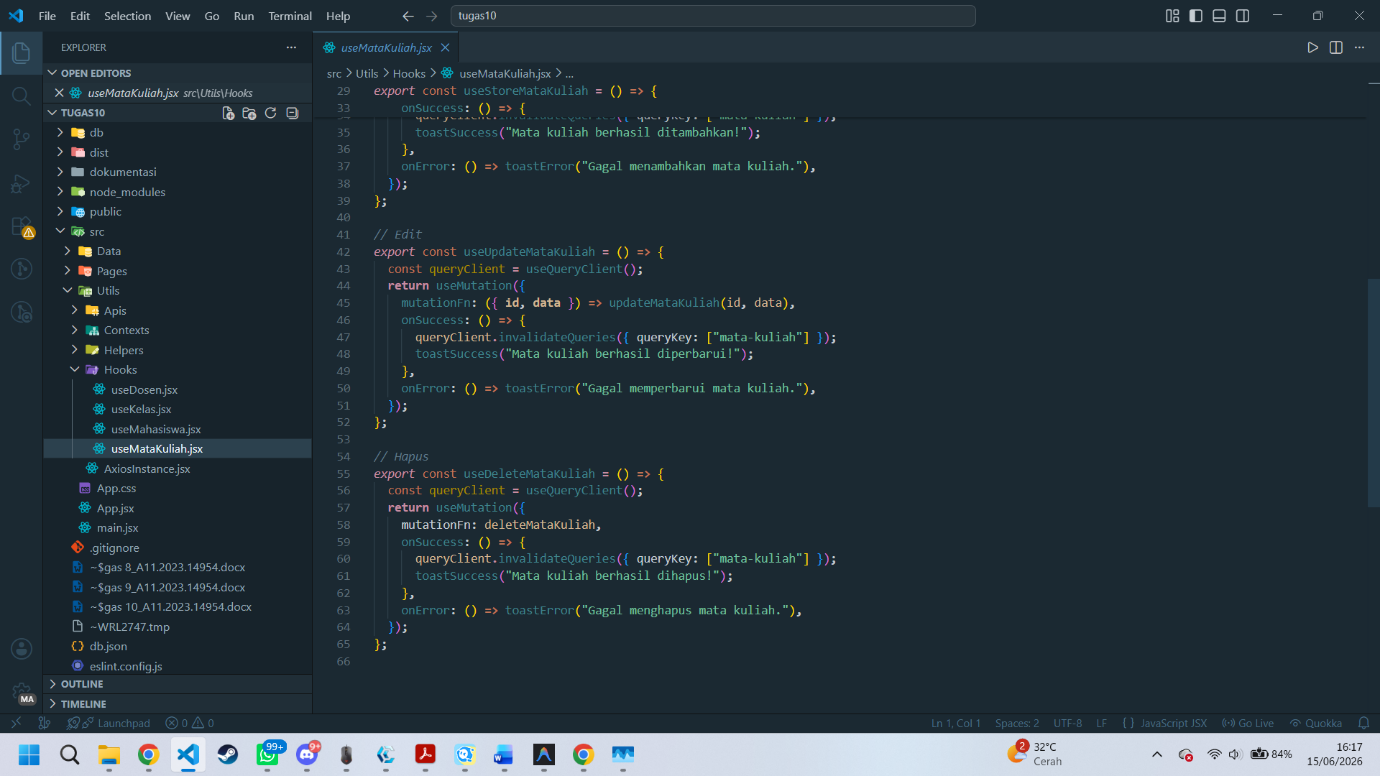 File Edit Selection View Go Run Terminal Help
tugas10
EXPLORER
OPEN EDITORS
useMataKuliah.jsx src\Utils\Hooks
TUGAS10
db
dist
dokumentasi
node_modules
public
src
Data
Pages
Utils
Apis
Contexts
Helpers
Hooks
useDosen.jsx
useKelas.jsx
useMahasiswa.jsx
useMataKuliah.jsx
AxiosInstance.jsx
App.css
App.jsx
main.jsx
.gitignore
~$gas 8_A11.2023.14954.docx
~$gas 9_A11.2023.14954.docx
~$gas 10_A11.2023.14954.docx
~WRL2747.tmp
db.json
eslint.config.js
OUTLINE
TIMELINE
MA
useMataKuliah.jsx
src > Utils > Hooks > useMataKuliah.jsx > ...
29 export const useStoreMataKuliah = () => {
33 onSuccess: () => {
34 queryClient.invalidateQueries({ queryKey: ["mata-kuliah"] });
35 toastSuccess("Mata kuliah berhasil ditambahkan!");
36 },
37 onError: () => toastError("Gagal menambahkan mata kuliah."),
38 });
39 };
40
41 // Edit
42 export const useUpdateMataKuliah = () => {
43 const queryClient = useQueryClient();
44 return useMutation({
45 mutationFn: ({ id, data }) => updateMataKuliah(id, data),
46 onSuccess: () => {
47 queryClient.invalidateQueries({ queryKey: ["mata-kuliah"] });
48 toastSuccess("Mata kuliah berhasil diperbarui!");
49 },
50 onError: () => toastError("Gagal memperbarui mata kuliah."),
51 });
52 };
53
54 // Hapus
55 export const useDeleteMataKuliah = () => {
56 const queryClient = useQueryClient();
57 return useMutation({
58 mutationFn: deleteMataKuliah,
59 onSuccess: () => {
60 queryClient.invalidateQueries({ queryKey: ["mata-kuliah"] });
61 toastSuccess("Mata kuliah berhasil dihapus!");
62 },
63 onError: () => toastError("Gagal menghapus mata kuliah."),
64 });
65 };
66
Launchpad 0 0 Ln 1, Col 1 Spaces: 2 UTF-8 LF {} JavaScript JSX Go Live Quokka
99+ 9+ 2 32°C Cerah 84% 16:17 15/06/2026